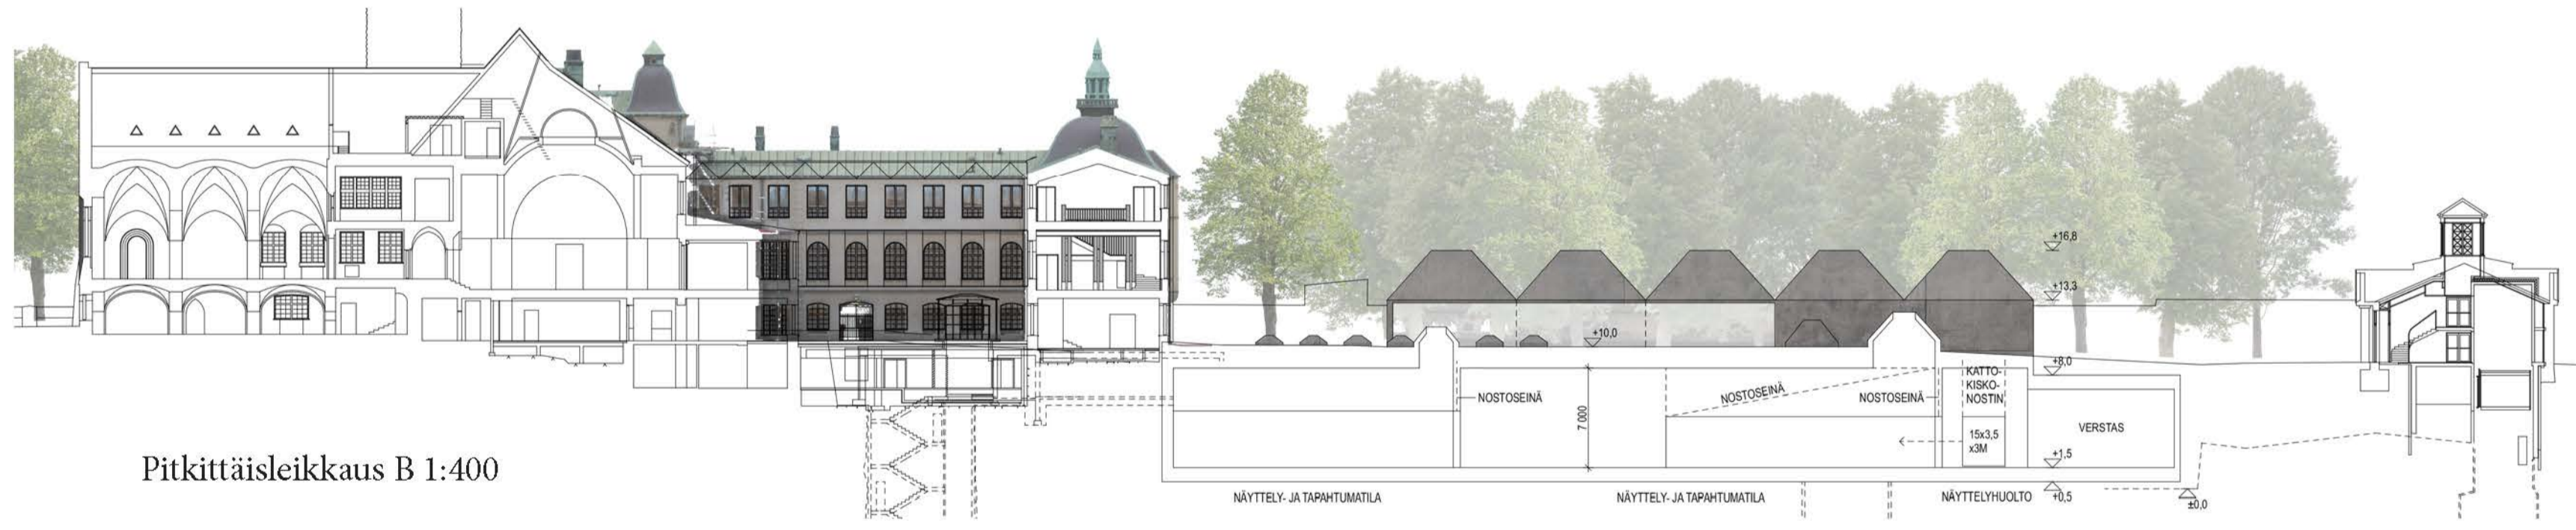 +16,8
+13,3
+10,0
+8,0
KATTO-
KISKO-
NOSTIN
NOSTOSEINÄ
NOSTOSEINÄ
NOSTOSEINÄ
7 000
15x3,5
x3M
VERSTAS
+1,5
Pitkittäisleikkaus B 1:400
NÄYTTELY- JA TAPAHTUMATILA
NÄYTTELY- JA TAPAHTUMATILA
NÄYTTELYHUOLTO
+0,5
±0,0